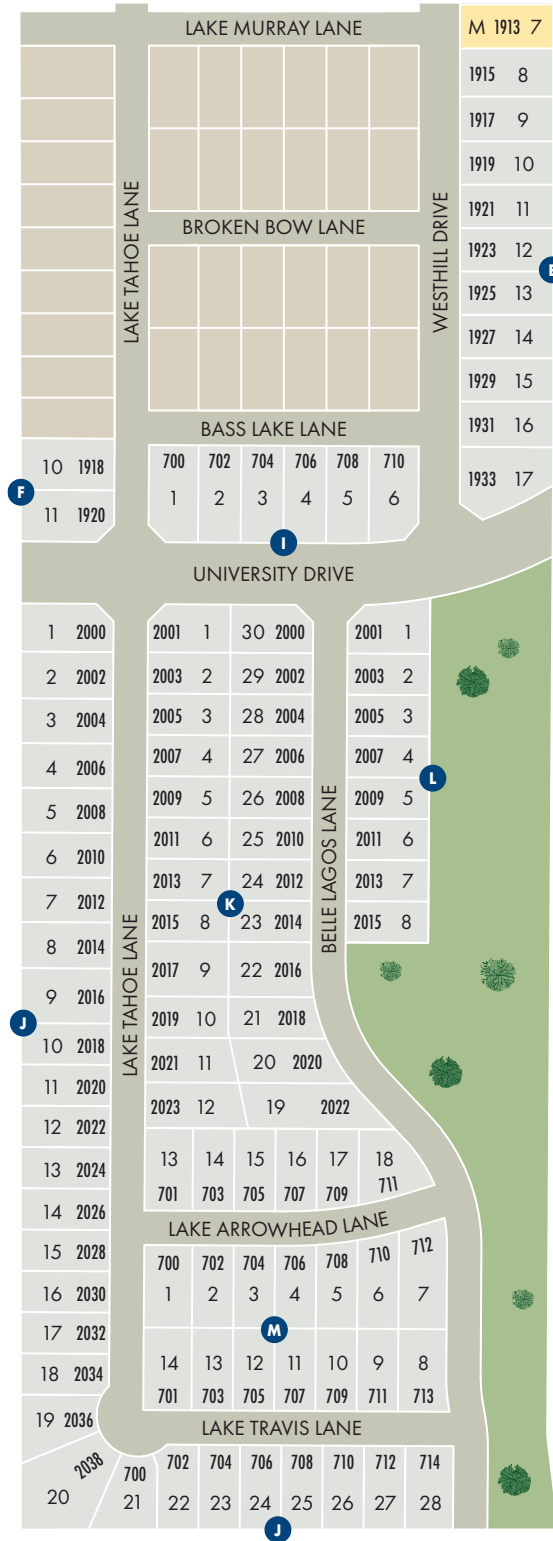 LAKE MURRAY LANE
M 1913 7
1915 8
1917 9
1919 10
1921 11
1923 12
1925 13
1927 14
1929 15
1931 16
1933 17
LAKE TAHOE LANE
WESTHILL DRIVE
BROKEN BOW LANE
BASS LAKE LANE
10 1918
11 1920
F
700 702 704 706 708 710
1 2 3 4 5 6
I
UNIVERSITY DRIVE
1 2000
2 2002
3 2004
4 2006
5 2008
6 2010
7 2012
8 2014
9 2016
J
10 2018
11 2020
12 2022
13 2024
14 2026
15 2028
16 2030
17 2032
18 2034
19 2036
20 2038
LAKE TAHOE LANE
2001 1 30 2000
2003 2 29 2002
2005 3 28 2004
2007 4 27 2006
2009 5 26 2008
2011 6 25 2010
2013 7 24 2012
K
2015 8 23 2014
2017 9 22 2016
2019 10 21 2018
2021 11 20 2020
2023 12 19 2022
13 14 15 16 17 18
701 703 705 707 709 711
BELLE LAGOS LANE
2001 1
2003 2
2005 3
2007 4
L
2009 5
2011 6
2013 7
2015 8
LAKE ARROWHEAD LANE
700 702 704 706 708 710 712
1 2 3 4 5 6 7
M
14 13 12 11 10 9 8
701 703 705 707 709 711 713
LAKE TRAVIS LANE
700 702 704 706 708 710 712 714
21 22 23 24 25 26 27 28
J